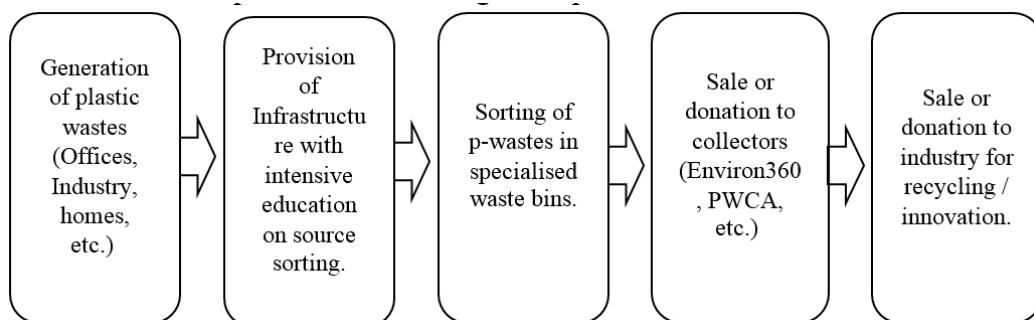 Generation
of plastic
wastes
(Offices,
Industry,
homes,
etc.)
Provision
of
Infrastructu
re with
intensive
education
on source
sorting.
Sorting of
p-wastes in
specialised
waste bins.
Sale or
donation to
collectors
(Environ360
, PWCA,
etc.)
Sale or
donation to
industry for
recycling /
innovation.